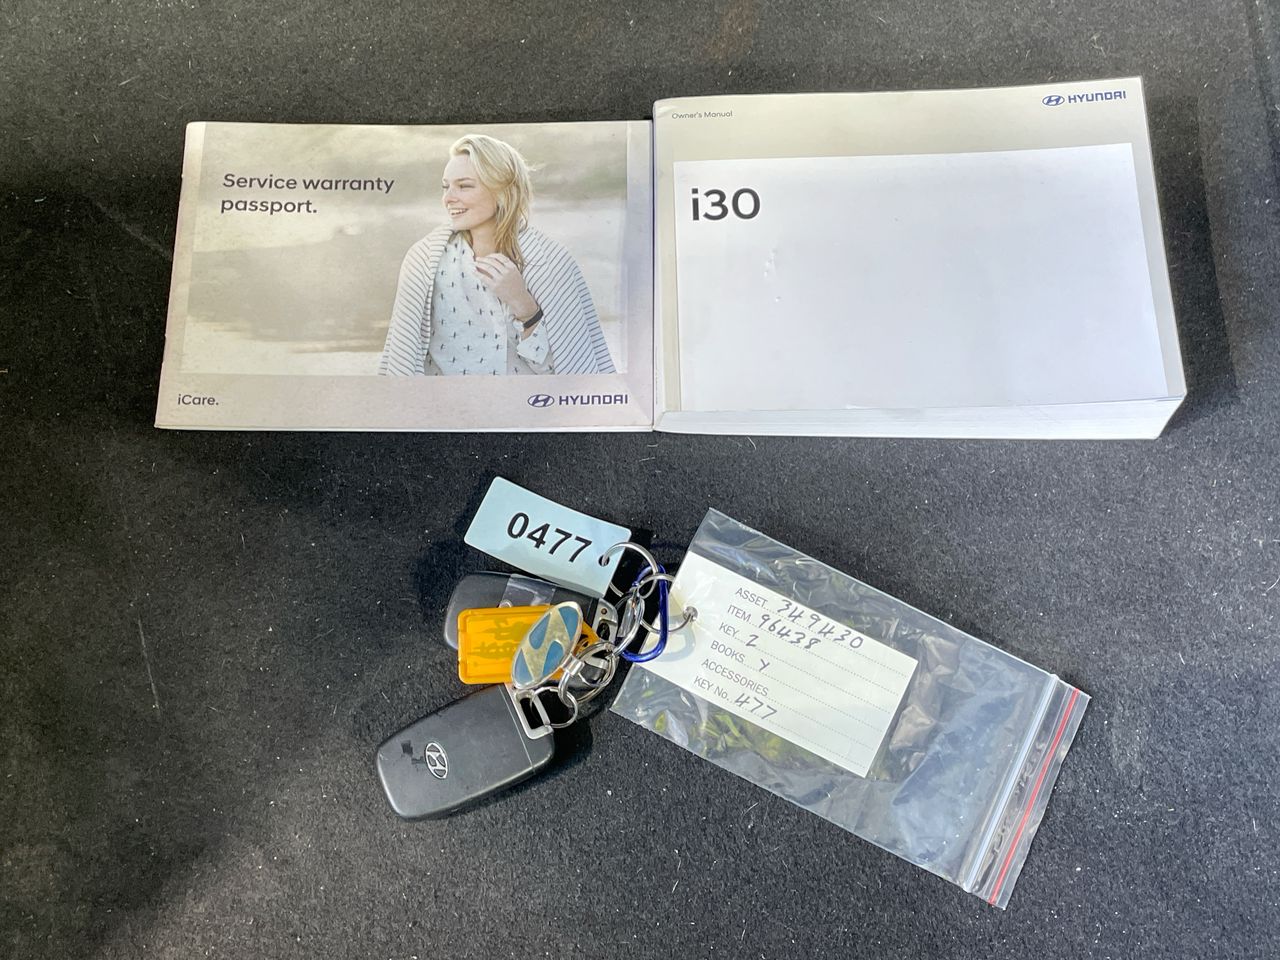 Service warranty
passport.
iCare.
HYUNDAI
Owner's Manual
HYUNDAI
i30
0477
ASSET 349430
ITEM 96438
KEY 2
BOOKS Y
ACCESSORIES
KEY No. 477